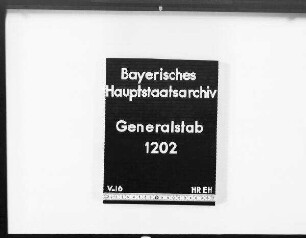 Bayerisches
Hauptstaatsarchiv
Generalstab
1202
V-16 HR EH